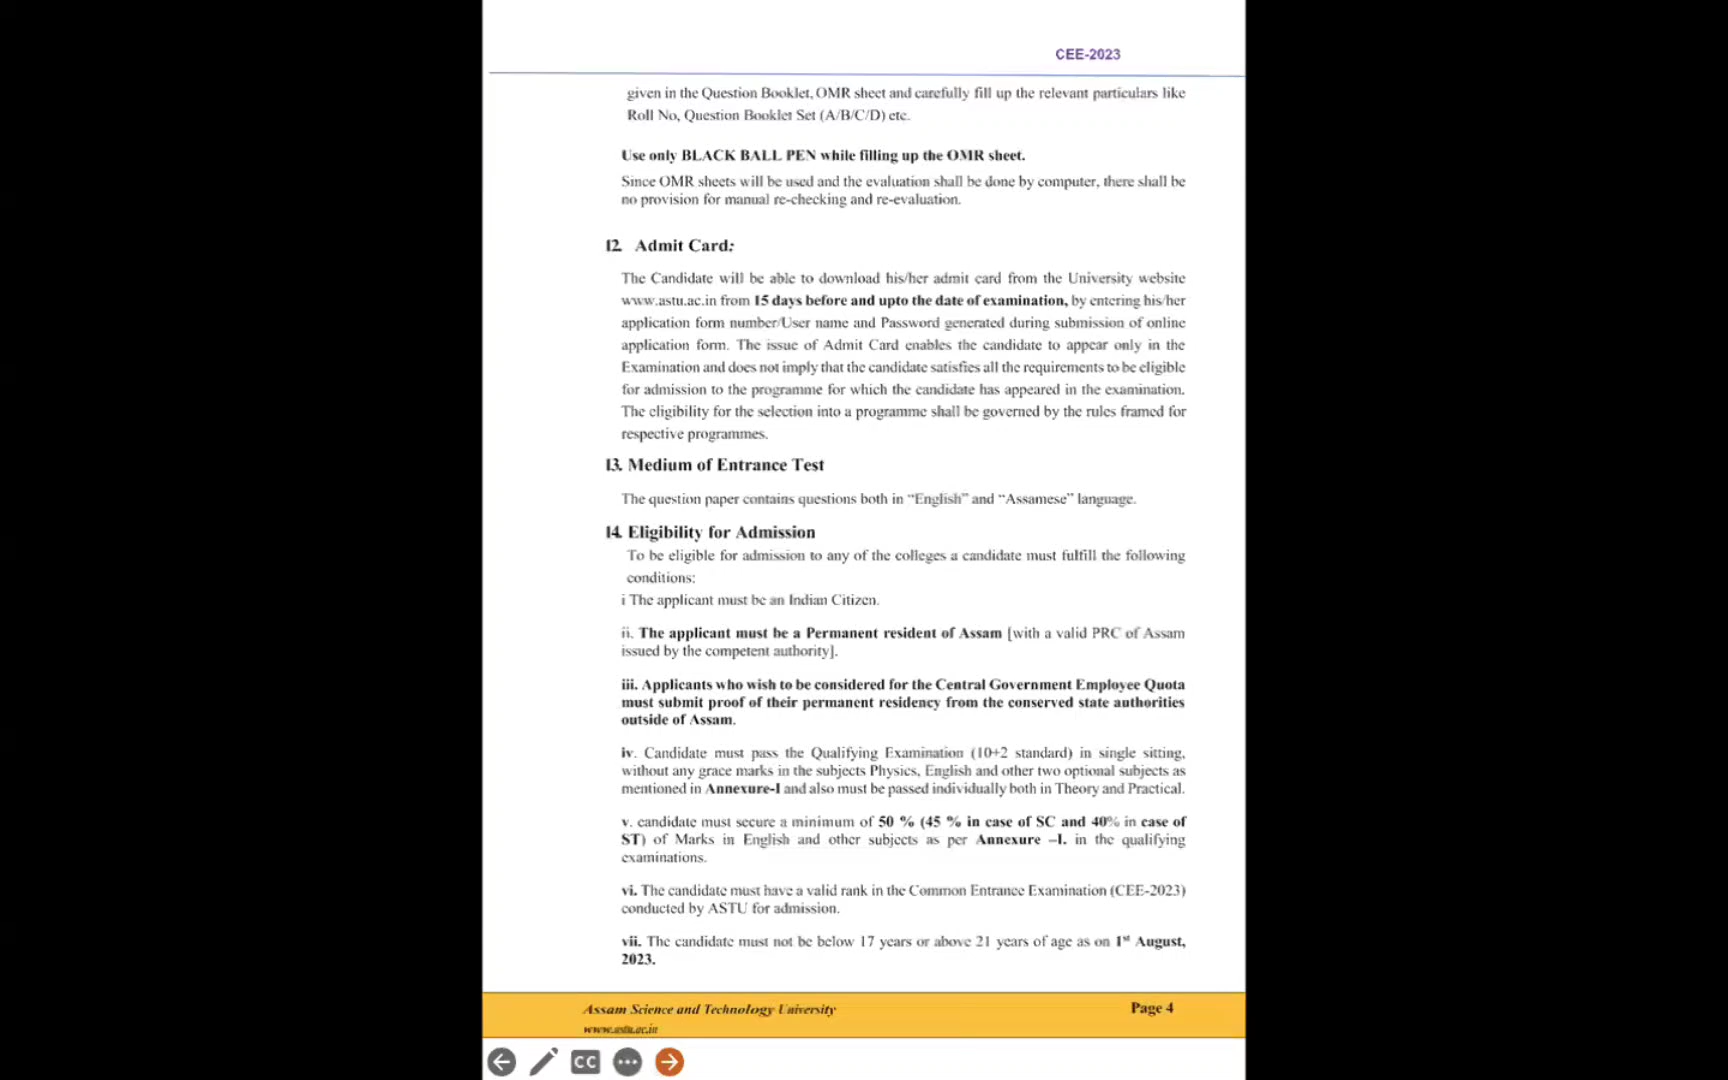 CEE-2023
given in the Question Booklet, OMR sheet and carefully fill up the relevant particulars like
Roll No, Question Booklet Set (A/B/C/D) etc.
Use only BLACK BALL PEN while filling up the OMR sheet.
Since OMR sheets will be used and the evaluation shall be done by computer, there shall be
no provision for manual re-checking and re-evaluation.
12. Admit Card:
The Candidate will be able to download his/her admit card from the University website
www.astu.ac.in from 15 days before and upto the date of examination, by entering his/her
application form number/User name and Password generated during submission of online
application form. The issue of Admit Card enables the candidate to appear only in the
Examination and does not imply that the candidate satisfies all the requirements to be eligible
for admission to the programme for which the candidate has appeared in the examination.
The eligibility for the selection into a programme shall be governed by the rules framed for
respective programmes.
13. Medium of Entrance Test
The question paper contains questions both in “English” and “Assamese” language.
14. Eligibility for Admission
To be eligible for admission to any of the colleges a candidate must fulfill the following
conditions:
i The applicant must be an Indian Citizen.
ii. The applicant must be a Permanent resident of Assam [with a valid PRC of Assam
issued by the competent authority].
iii. Applicants who wish to be considered for the Central Government Employee Quota
must submit proof of their permanent residency from the conserved state authorities
outside of Assam.
iv. Candidate must pass the Qualifying Examination (10+2 standard) in single sitting,
without any grace marks in the subjects Physics, English and other two optional subjects as
mentioned in Annexure-I and also must be passed individually both in Theory and Practical.
v. candidate must secure a minimum of 50 % (45 % in case of SC and 40% in case of
ST) of Marks in English and other subjects as per Annexure –I. in the qualifying
examinations.
vi. The candidate must have a valid rank in the Common Entrance Examination (CEE-2023)
conducted by ASTU for admission.
vii. The candidate must not be below 17 years or above 21 years of age as on 1st August,
2023.
Assam Science and Technology University Page 4
www.astu.ac.in
CC